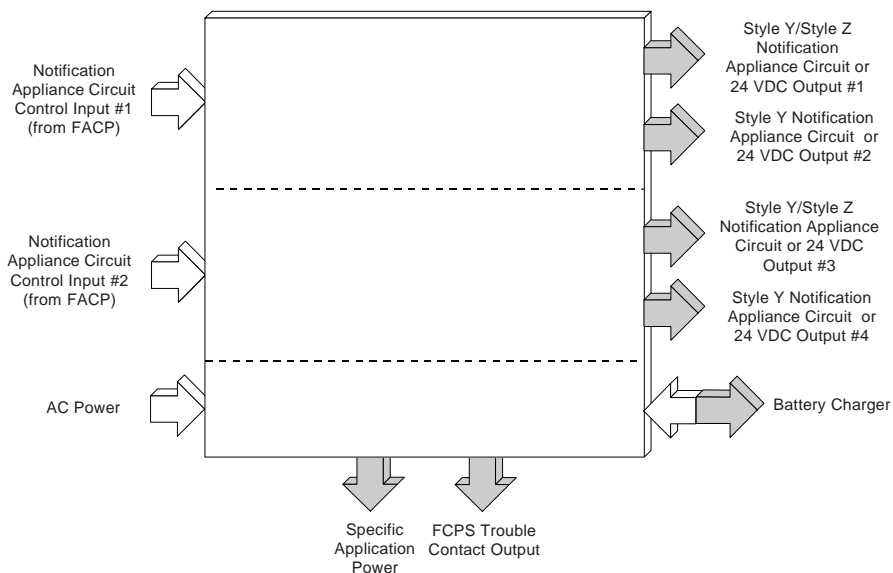 Notification
Appliance Circuit
Control Input #1
(from FACP)
Style Y/Style Z
Notification
Appliance Circuit or
24 VDC Output #1
Style Y Notification
Appliance Circuit or
24 VDC Output #2
Notification
Appliance Circuit
Control Input #2
(from FACP)
Style Y/Style Z
Notification Appliance
Circuit or 24 VDC
Output #3
Style Y Notification
Appliance Circuit or
24 VDC Output #4
AC Power
Battery Charger
Specific
Application
Power
FCPS Trouble
Contact Output